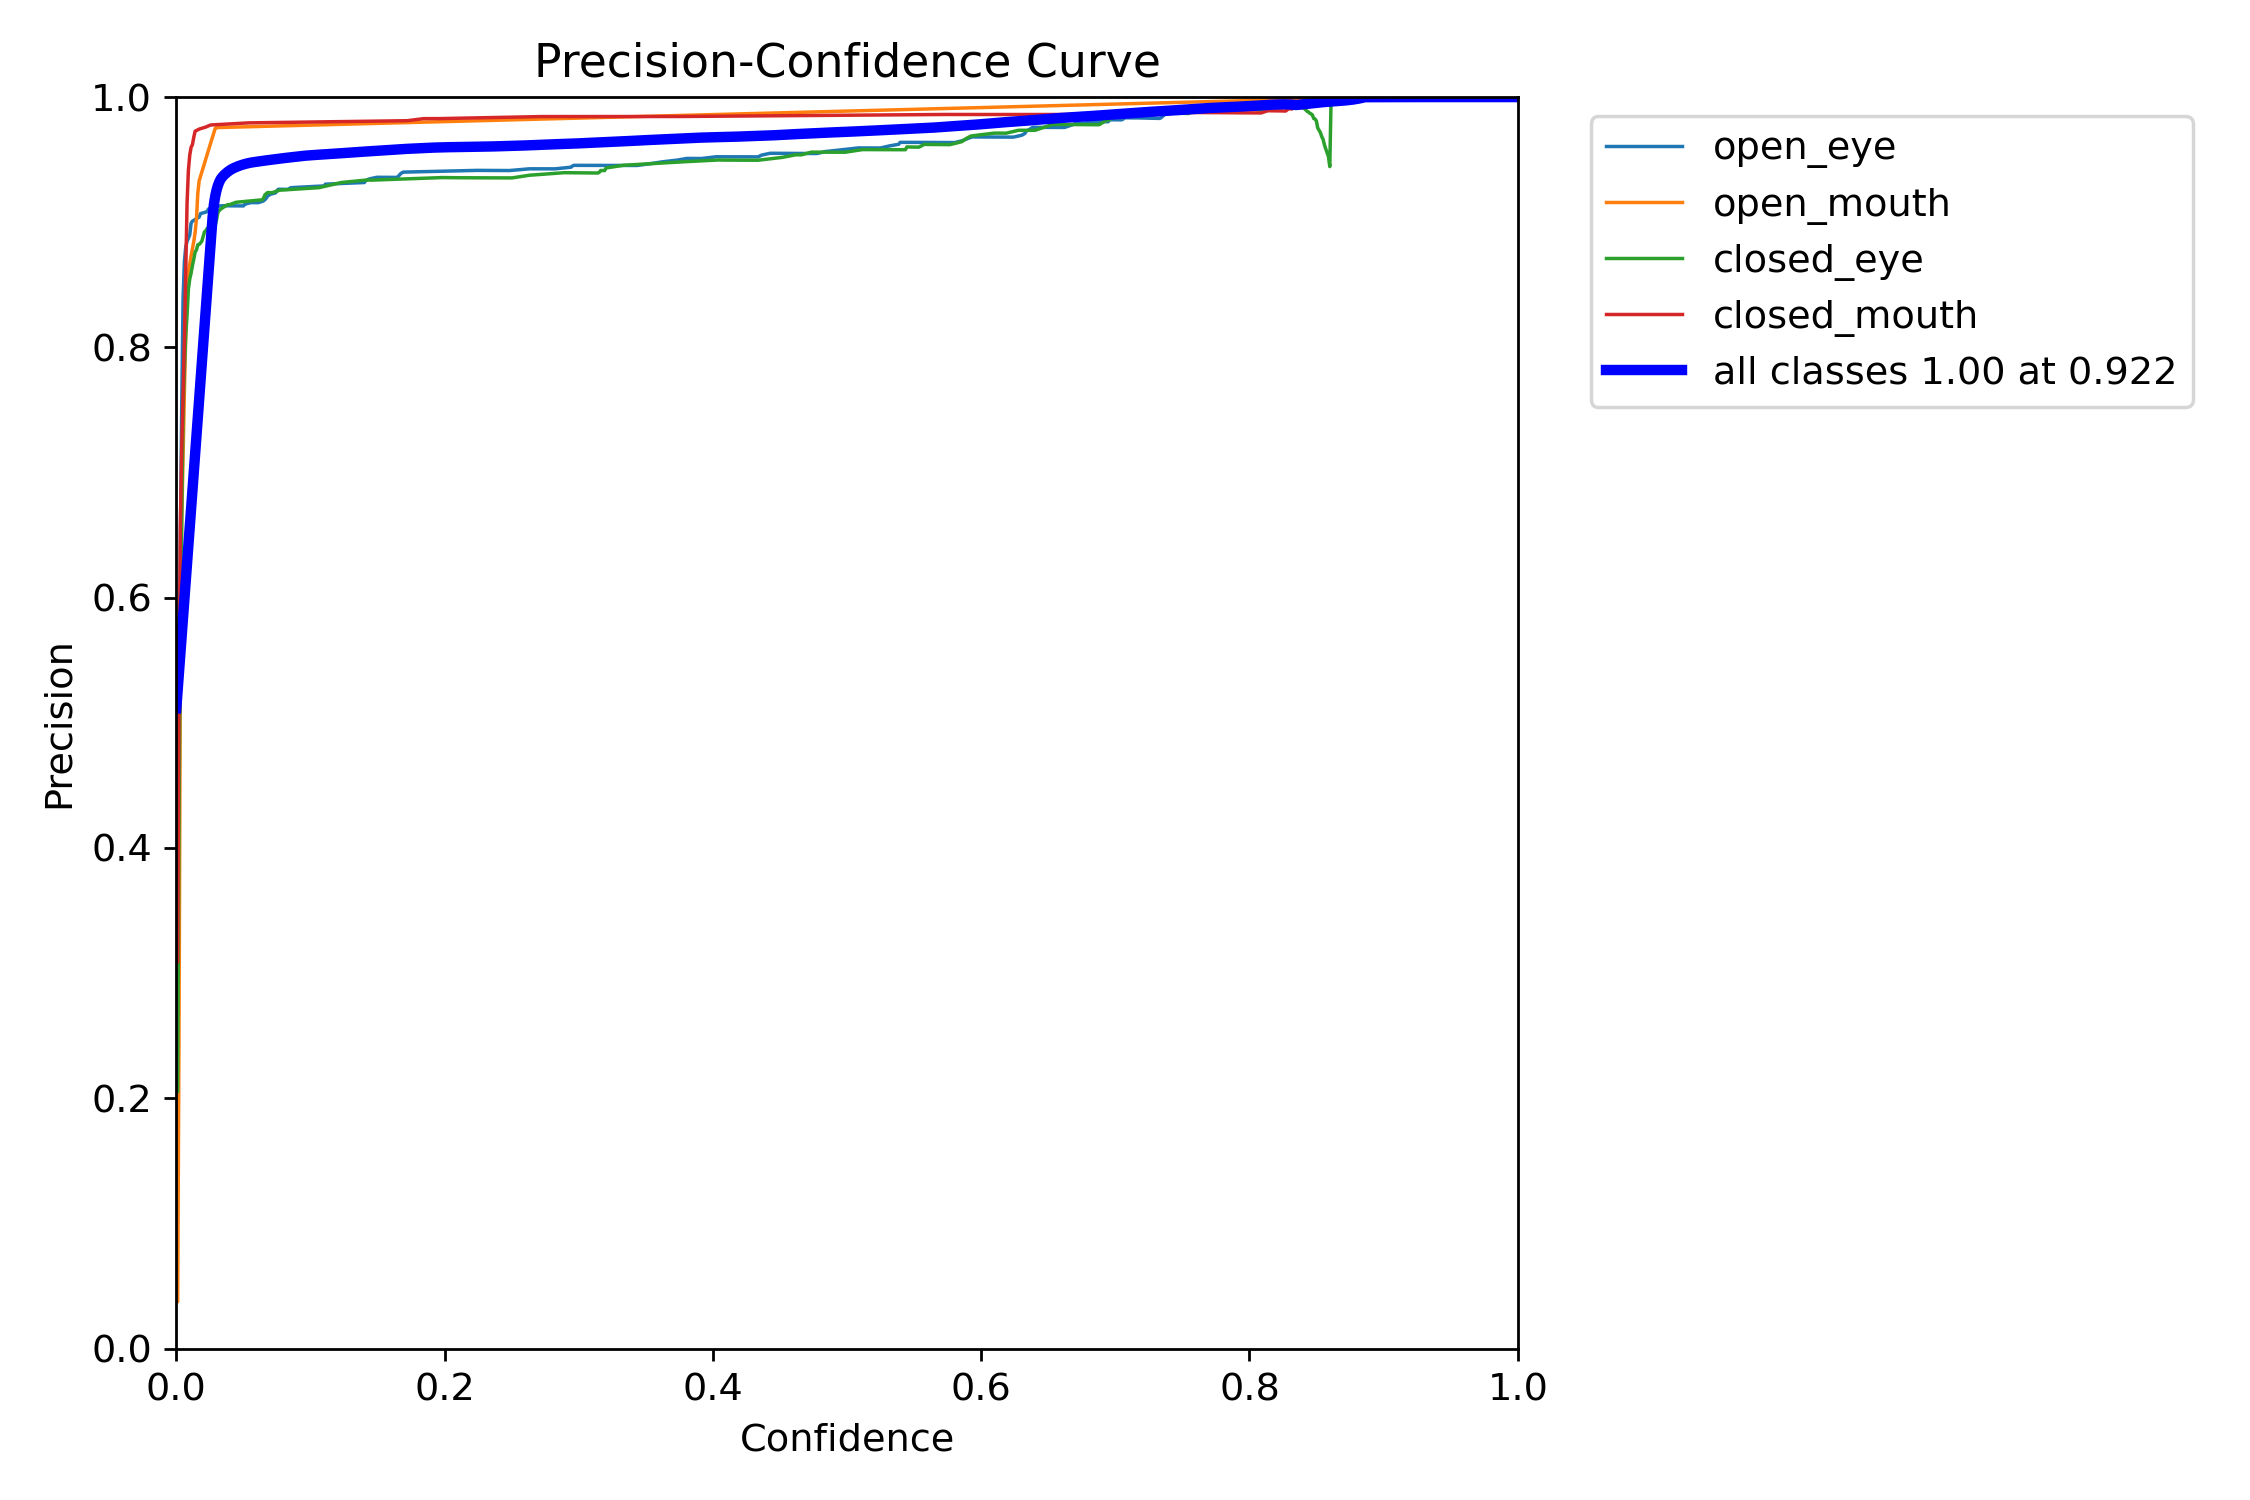 Precision-Confidence Curve
1.0
0.8
0.6
0.4
0.2
0.0
Precision
0.0 0.2 0.4 0.6 0.8 1.0
Confidence
open_eye
open_mouth
closed_eye
closed_mouth
all classes 1.00 at 0.922